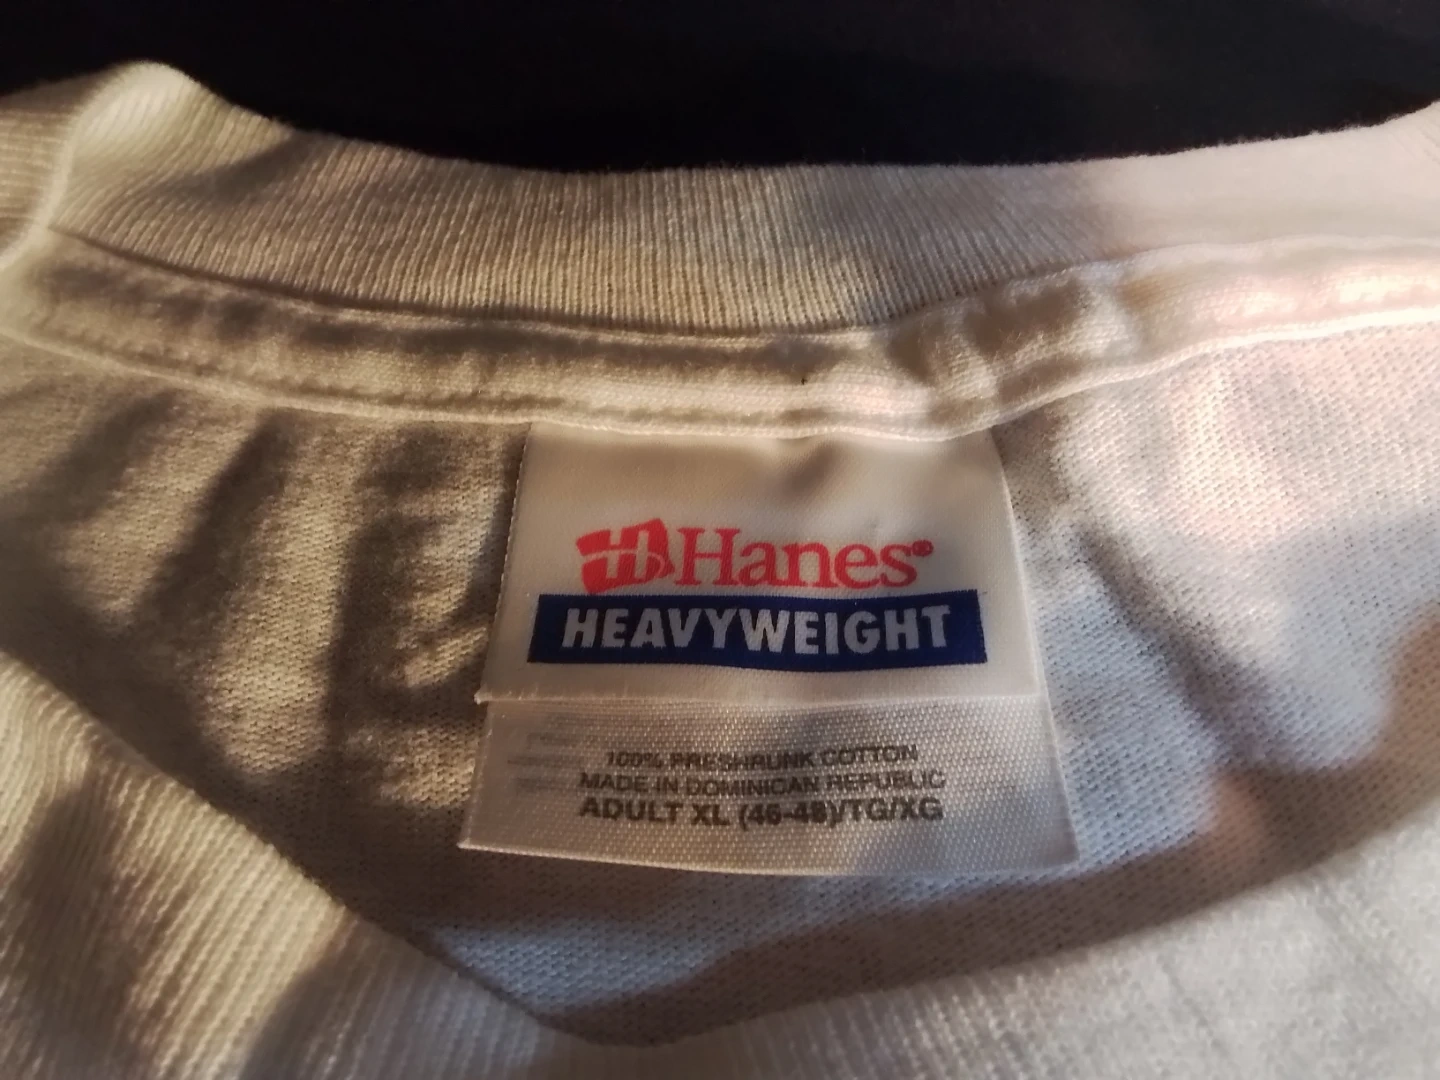 Hanes®
HEAVYWEIGHT
100% PRESHRUNK COTTON
MADE IN DOMINICAN REPUBLIC
ADULT XL (46-48)/TG/XG